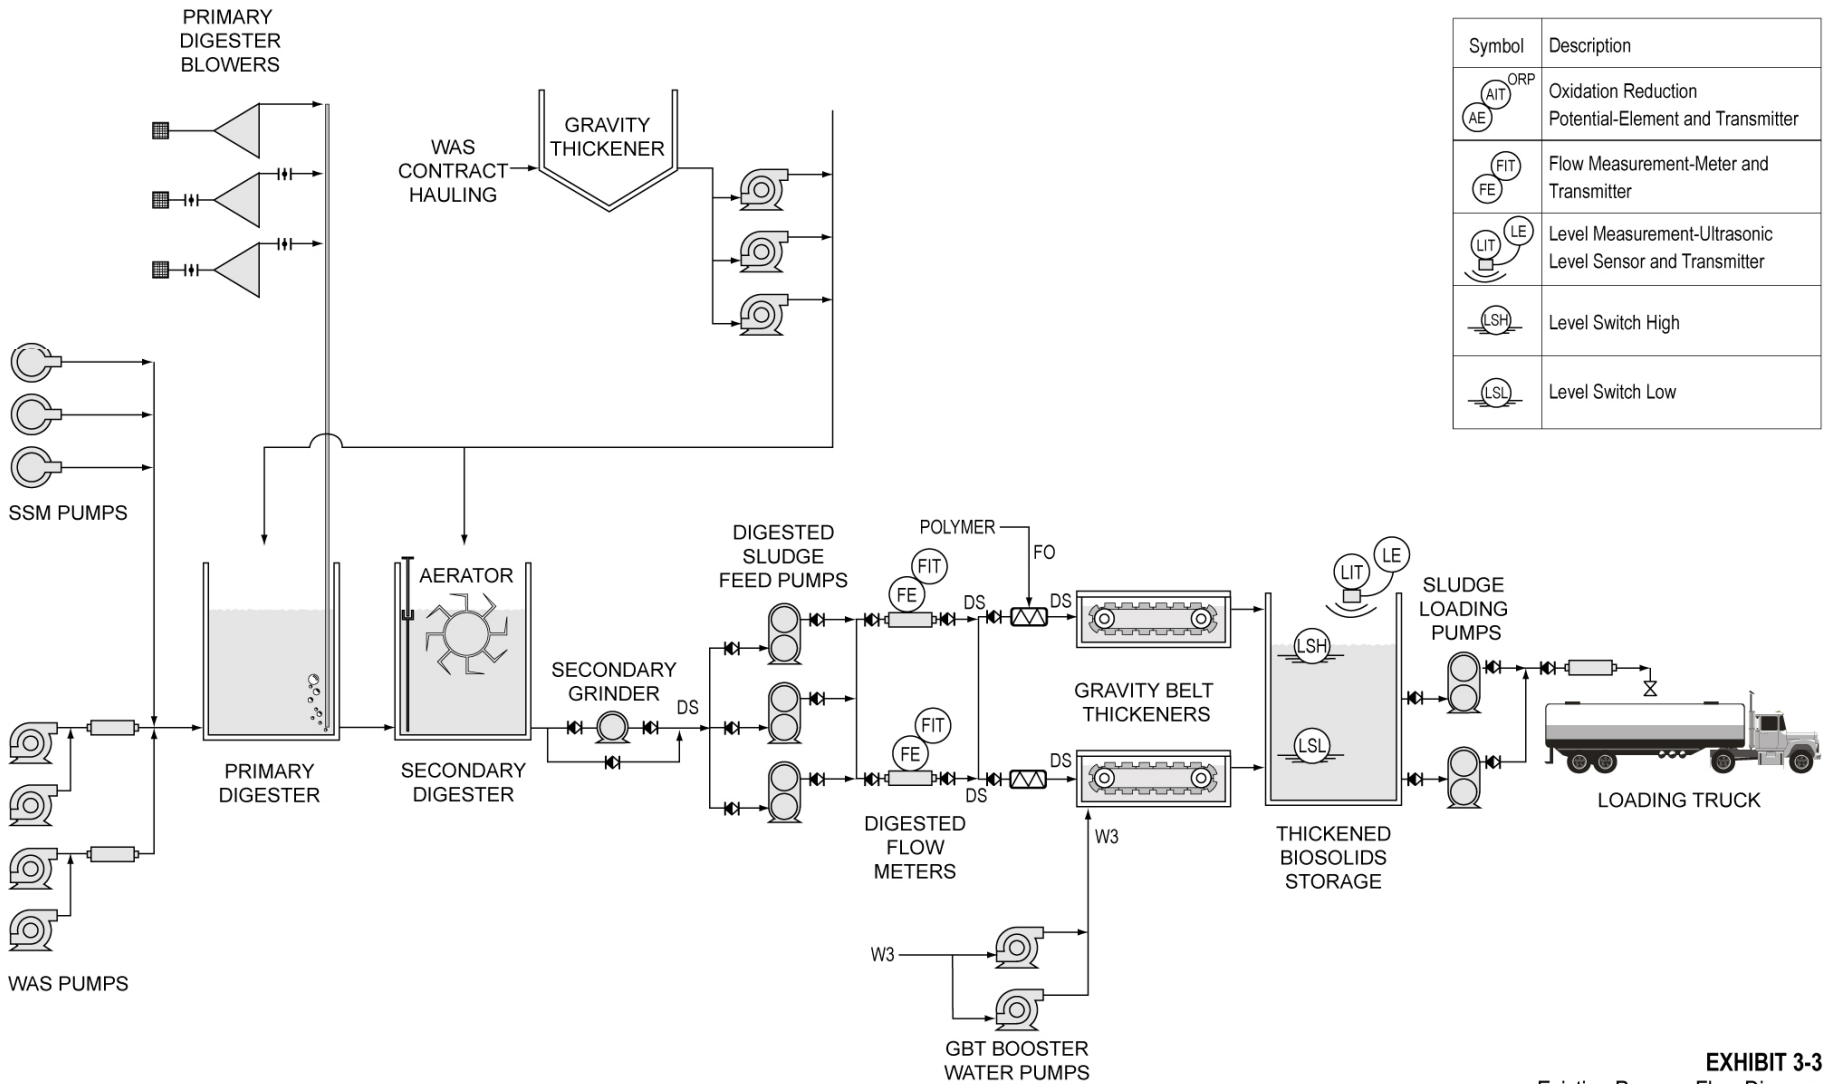 PRIMARY
DIGESTER
BLOWERS
WAS
CONTRACT
HAULING
GRAVITY
THICKENER
Symbol Description
AIT
ORP
AE
Oxidation Reduction
Potential-Element and Transmitter
FIT
FE
Flow Measurement-Meter and
Transmitter
LIT
LE
Level Measurement-Ultrasonic
Level Sensor and Transmitter
LSH
Level Switch High
LSL
Level Switch Low
SSM PUMPS
WAS PUMPS
PRIMARY
DIGESTER
AERATOR
SECONDARY
DIGESTER
SECONDARY
GRINDER
DS
DIGESTED
SLUDGE
FEED PUMPS
FIT
FE
FIT
FE
DIGESTED
FLOW
METERS
POLYMER
FO
DS
DS
DS
DS
GRAVITY BELT
THICKENERS
W3
W3
GBT BOOSTER
WATER PUMPS
LIT
LE
LSH
LSL
THICKENED
BIOSOLIDS
STORAGE
SLUDGE
LOADING
PUMPS
LOADING TRUCK
EXHIBIT 3-3